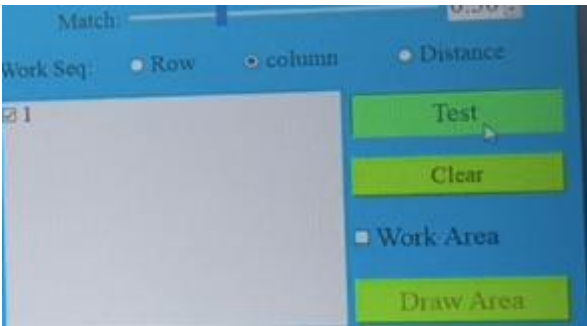 Match:
Work Seq: Row column Distance
1
Test
Clear
Work Area
Draw Area